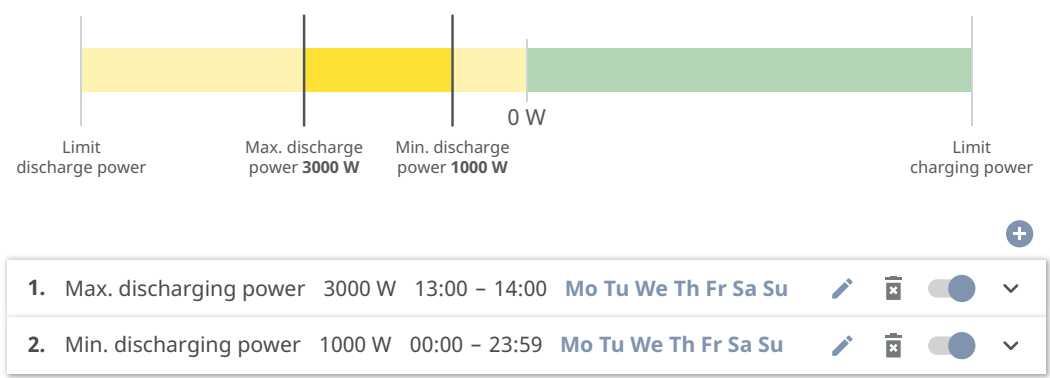 0 W
Limit
discharge power
Max. discharge
power 3000 W
Min. discharge
power 1000 W
Limit
charging power
1. Max. discharging power 3000 W 13:00 – 14:00 Mo Tu We Th Fr Sa Su
2. Min. discharging power 1000 W 00:00 – 23:59 Mo Tu We Th Fr Sa Su